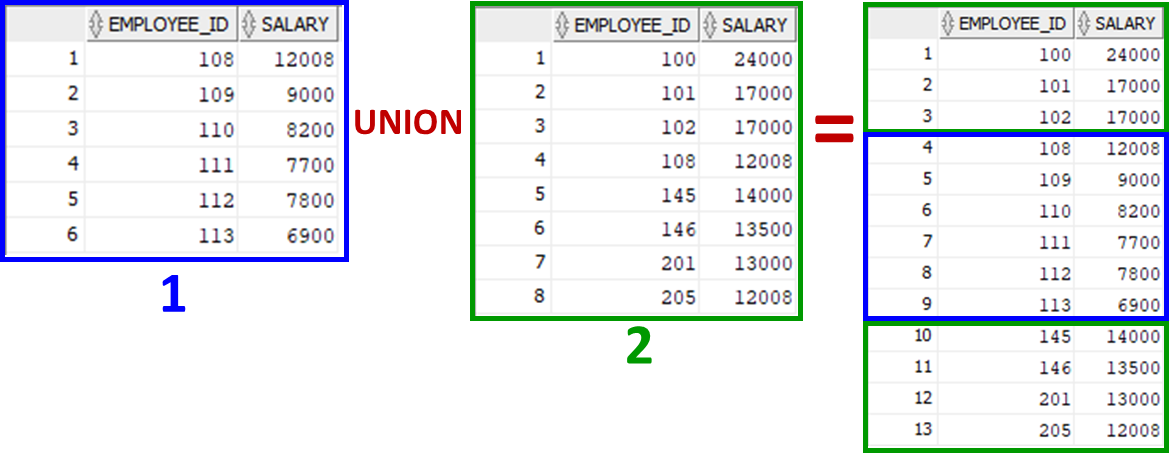 EMPLOYEE_ID SALARY
1 108 12008
2 109 9000
3 110 8200
4 111 7700
5 112 7800
6 113 6900
1
UNION
EMPLOYEE_ID SALARY
1 100 24000
2 101 17000
3 102 17000
4 108 12008
5 145 14000
6 146 13500
7 201 13000
8 205 12008
2
=
EMPLOYEE_ID SALARY
1 100 24000
2 101 17000
3 102 17000
4 108 12008
5 109 9000
6 110 8200
7 111 7700
8 112 7800
9 113 6900
10 145 14000
11 146 13500
12 201 13000
13 205 12008